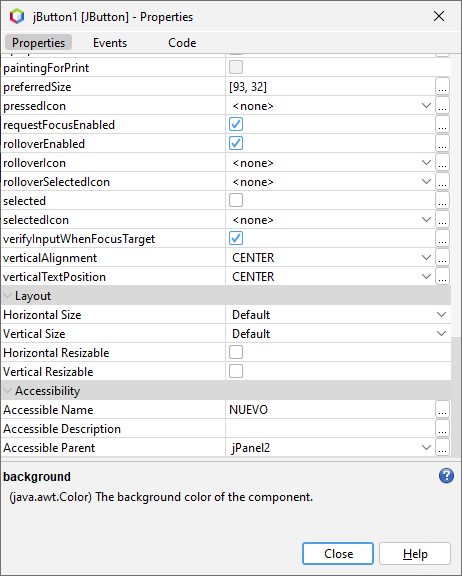 jButton1 [JButton] - Properties
Properties Events Code
paintingForPrint
preferredSize [93, 32] ...
pressedIcon <none> ...
requestFocusEnabled ...
rolloverEnabled ...
rolloverIcon <none> ...
rolloverSelectedIcon <none> ...
selected ...
selectedIcon <none> ...
verifyInputWhenFocusTarget ...
verticalAlignment CENTER ...
verticalTextPosition CENTER ...
Layout
Horizontal Size Default
Vertical Size Default
Horizontal Resizable
Vertical Resizable
Accessibility
Accessible Name NUEVO ...
Accessible Description ...
Accessible Parent jPanel2 ...
background ?
(java.awt.Color) The background color of the component.
Close Help